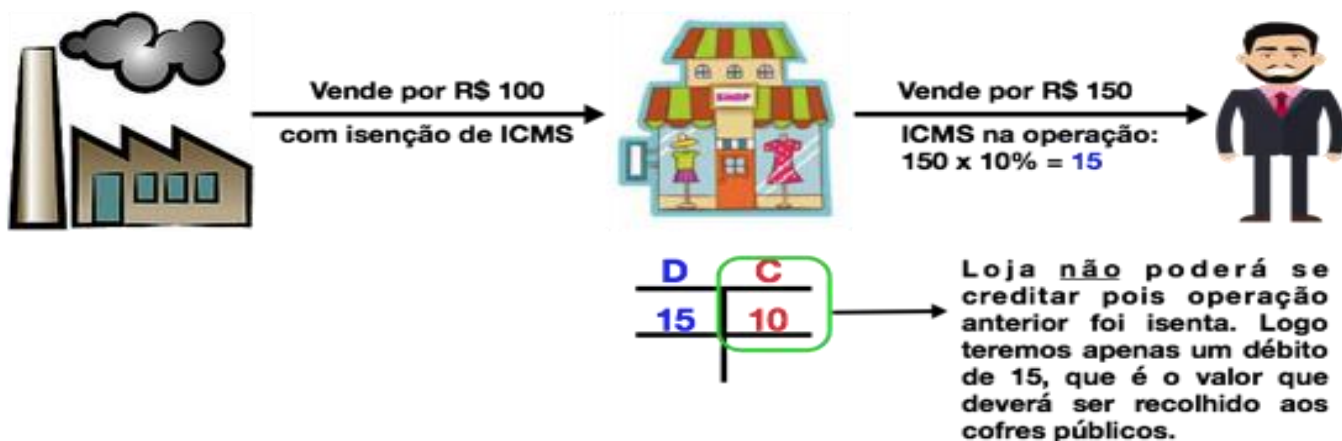 Vende por R$ 100
com isenção de ICMS
SHOP
Vende por R$ 150
ICMS na operação:
150 x 10% = 15
D C
15 10
Loja não poderá se
creditar pois operação
anterior foi isenta. Logo
teremos apenas um débito
de 15, que é o valor que
deverá ser recolhido aos
cofres públicos.